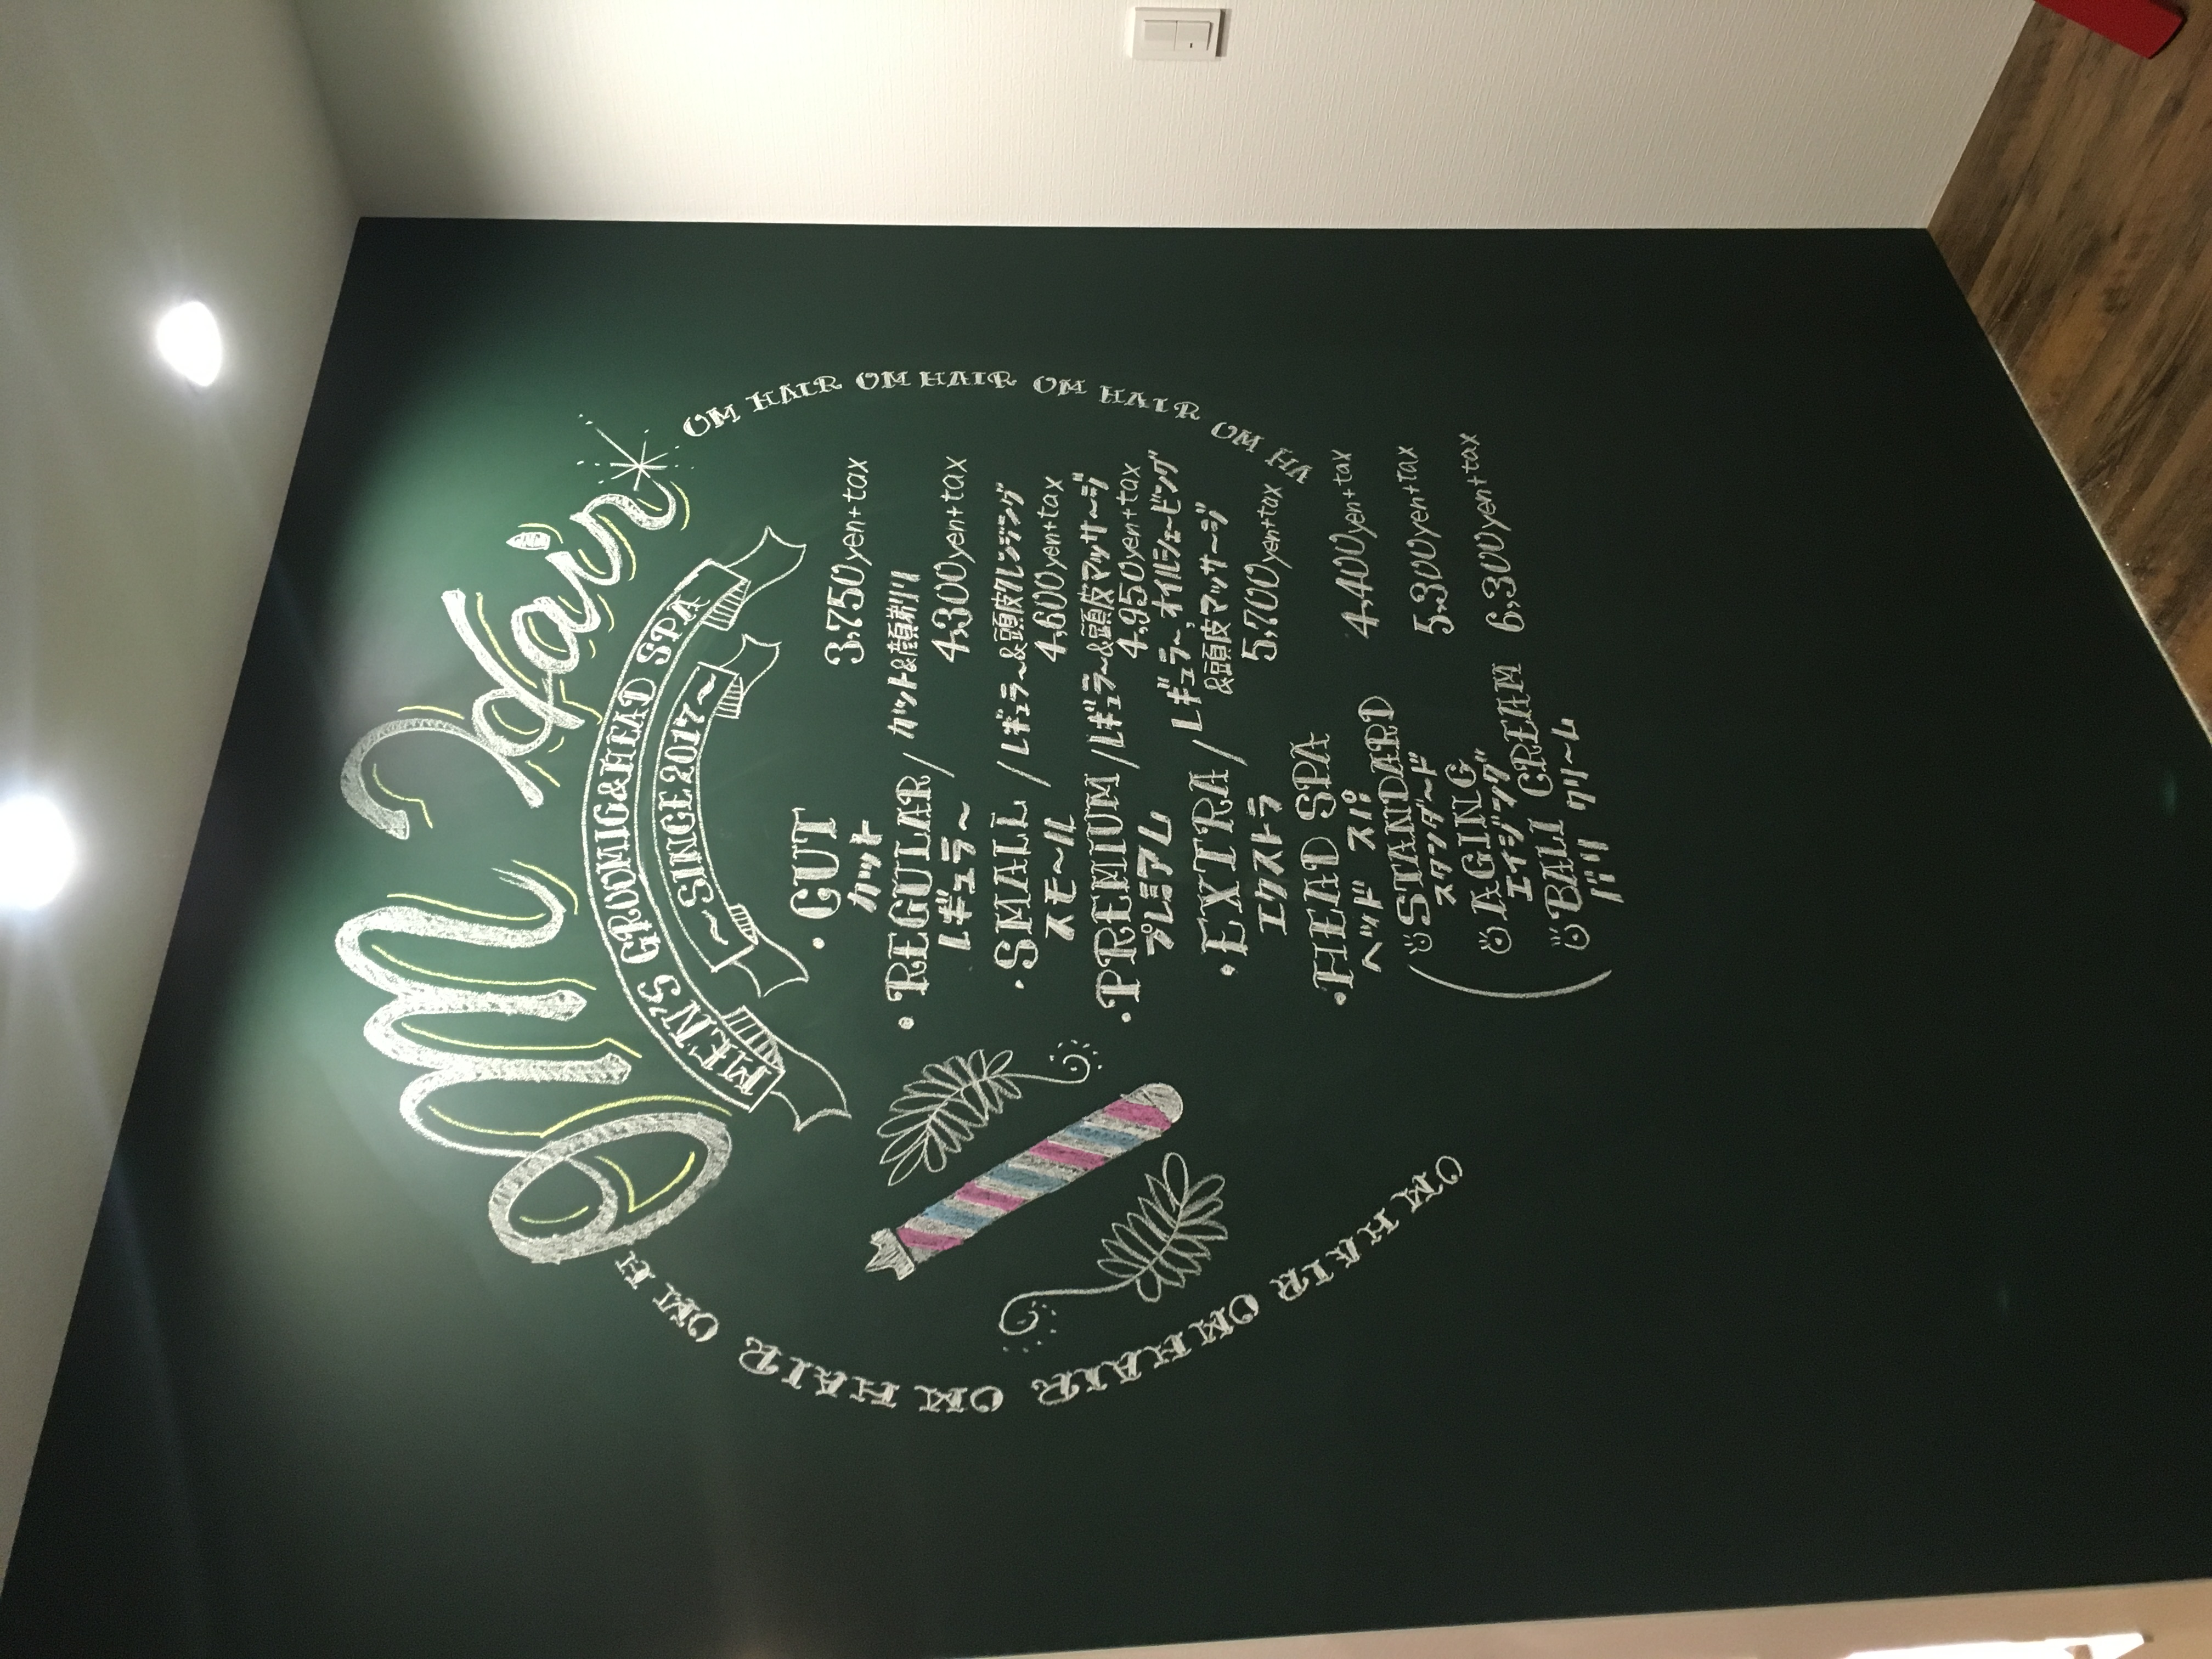 OM Hair
MEN'S GROOMIG&HEAD SPA
～SINCE 2017～
・CUT
カット
3,750yen+tax
・REGULAR / カット&顔剃り
レギュラー
4,300yen+tax
・SMALL / レギュラー&頭皮クレンジング
スモール
4,600yen+tax
・PREMIUM / レギュラー&頭皮マッサージ
プレミアム
4,950yen+tax
・EXTRA / レギュラー,オイルシェービング
&頭皮マッサージ
エクストラ
5,700yen+tax
・HEAD SPA
ヘッド スパ
STANDARD 4,400yen+tax
スタンダード
AGING 5,300yen+tax
エイジング
BALI CREAM 6,300yen+tax
バリ クリーム
OM HAIR OM HAIR OM HAIR OM HA
OM HAIR OM HAIR OM HAIR OM H